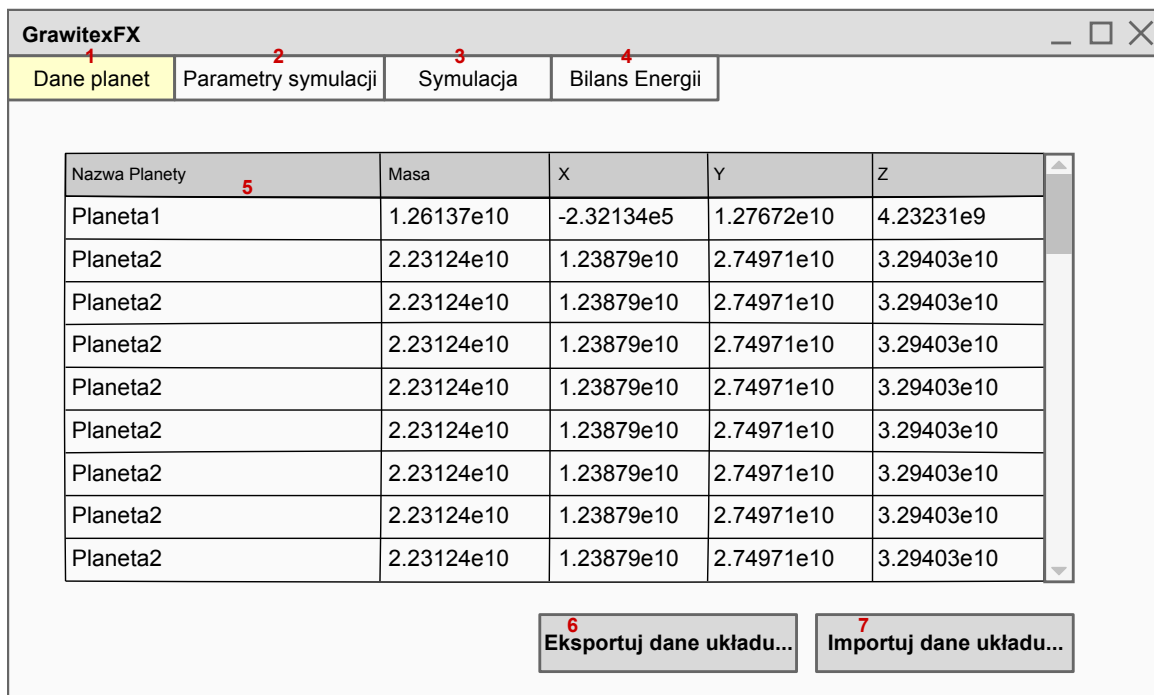 GrawitexFX
1 2 3 4
Dane planet Parametry symulacji Symulacja Bilans Energii
Nazwa Planety Masa X Y Z
5
Planeta1 1.26137e10 -2.32134e5 1.27672e10 4.23231e9
Planeta2 2.23124e10 1.23879e10 2.74971e10 3.29403e10
Planeta2 2.23124e10 1.23879e10 2.74971e10 3.29403e10
Planeta2 2.23124e10 1.23879e10 2.74971e10 3.29403e10
Planeta2 2.23124e10 1.23879e10 2.74971e10 3.29403e10
Planeta2 2.23124e10 1.23879e10 2.74971e10 3.29403e10
Planeta2 2.23124e10 1.23879e10 2.74971e10 3.29403e10
Planeta2 2.23124e10 1.23879e10 2.74971e10 3.29403e10
Planeta2 2.23124e10 1.23879e10 2.74971e10 3.29403e10
6 7
Eksportuj dane układu... Importuj dane układu...